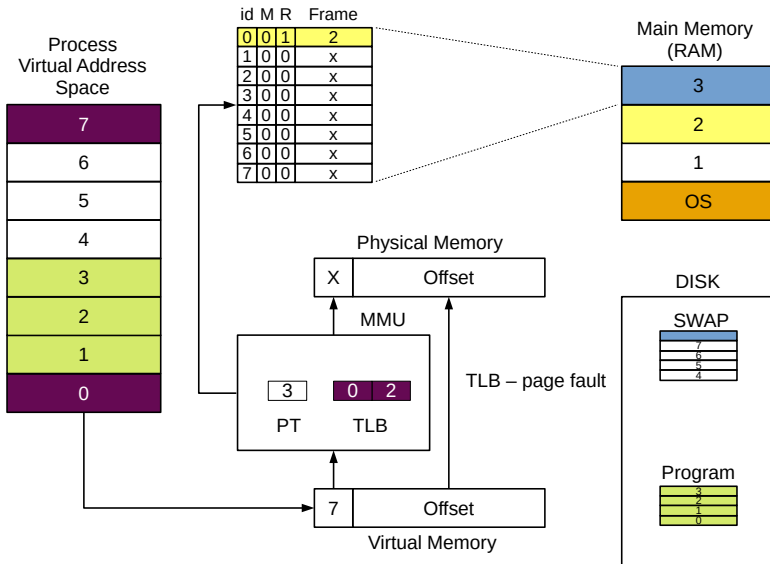 id M R Frame
0 0 1 2
1 0 0 x
2 0 0 x
3 0 0 x
4 0 0 x
5 0 0 x
6 0 0 x
7 0 0 x
Process
Virtual Address
Space
7
6
5
4
3
2
1
0
Main Memory
(RAM)
3
2
1
OS
Physical Memory
X Offset
MMU
3
0 2
PT
TLB
TLB – page fault
7 Offset
Virtual Memory
DISK
SWAP
7
6
5
4
Program
3
2
1
0